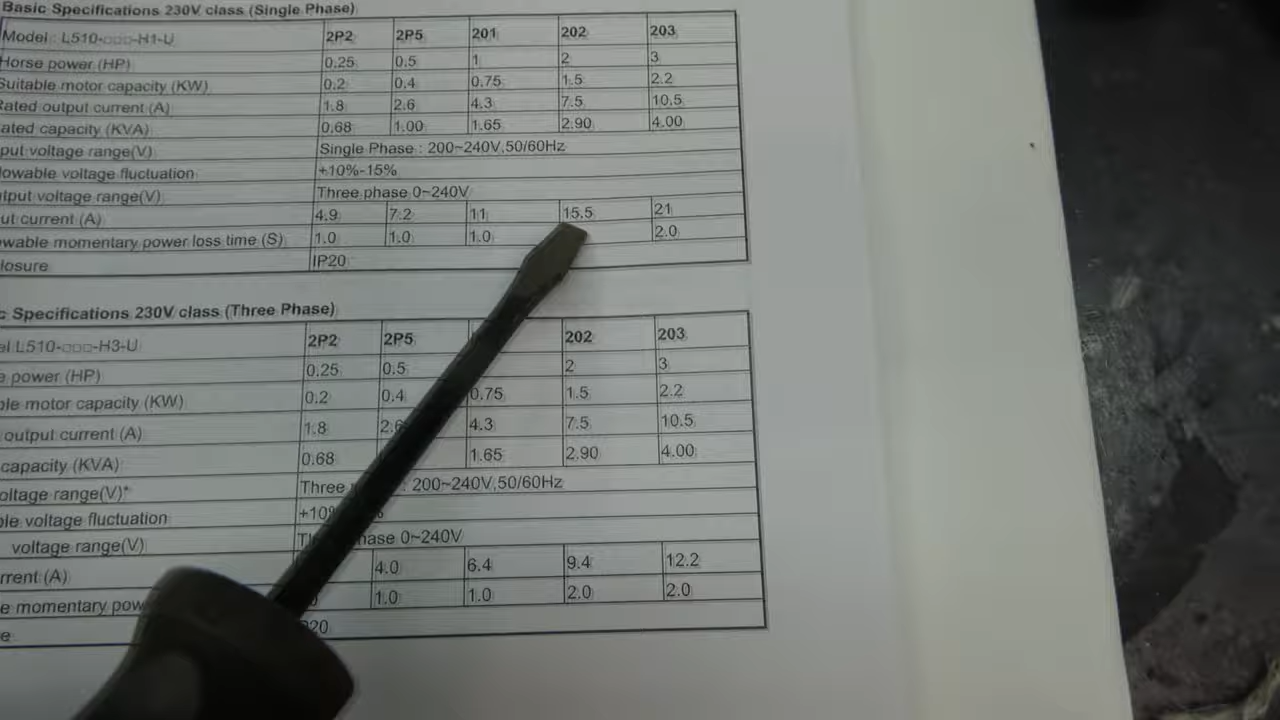 Basic Specifications 230V class (Single Phase)
Model : L510-□□□-H1-U 2P2 2P5 201 202 203
Horse power (HP) 0.25 0.5 1 2 3
Suitable motor capacity (KW) 0.2 0.4 0.75 1.5 2.2
Rated output current (A) 1.8 2.6 4.3 7.5 10.5
ated capacity (KVA) 0.68 1.00 1.65 2.90 4.00
put voltage range(V) Single Phase : 200~240V,50/60Hz
lowable voltage fluctuation +10%-15%
tput voltage range(V) Three phase 0~240V
ut current (A) 4.9 7.2 11 15.5 21
wable momentary power loss time (S) 1.0 1.0 1.0 2.0
losure IP20
c Specifications 230V class (Three Phase)
el L510-□□□-H3-U 2P2 2P5 202 203
e power (HP) 0.25 0.5 2 3
ble motor capacity (KW) 0.2 0.4 0.75 1.5 2.2
output current (A) 1.8 2.6 4.3 7.5 10.5
capacity (KVA) 0.68 1.65 2.90 4.00
oltage range(V)* Three : 200~240V,50/60Hz
ble voltage fluctuation +10%
voltage range(V) hase 0~240V
rrent (A) 4.0 6.4 9.4 12.2
e momentary pow 1.0 1.0 2.0 2.0
e P20